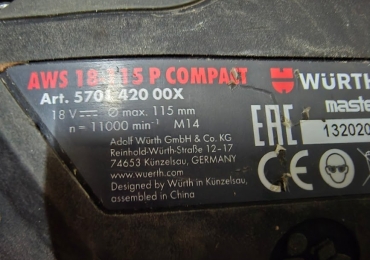 AWS 18-115 P COMPACT
Art. 5701 420 00X
18 V ⎓ Ø max. 115 mm
n = 11000 min⁻¹ M14
Adolf Würth GmbH & Co. KG
Reinhold-Würth-Straße 12-17
74653 Künzelsau, GERMANY
www.wuerth.com
Designed by Würth in Künzelsau,
assembled in China
WÜRTH
maste
EAC
132020
CE